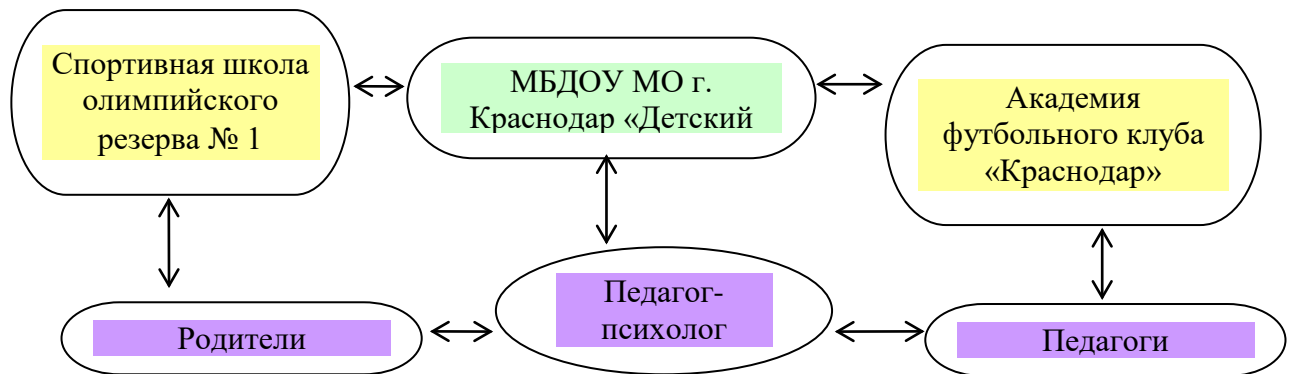 Спортивная школа
олимпийского
резерва № 1
МБДОУ МО г.
Краснодар «Детский
Академия
футбольного клуба
«Краснодар»
Родители
Педагог-
психолог
Педагоги